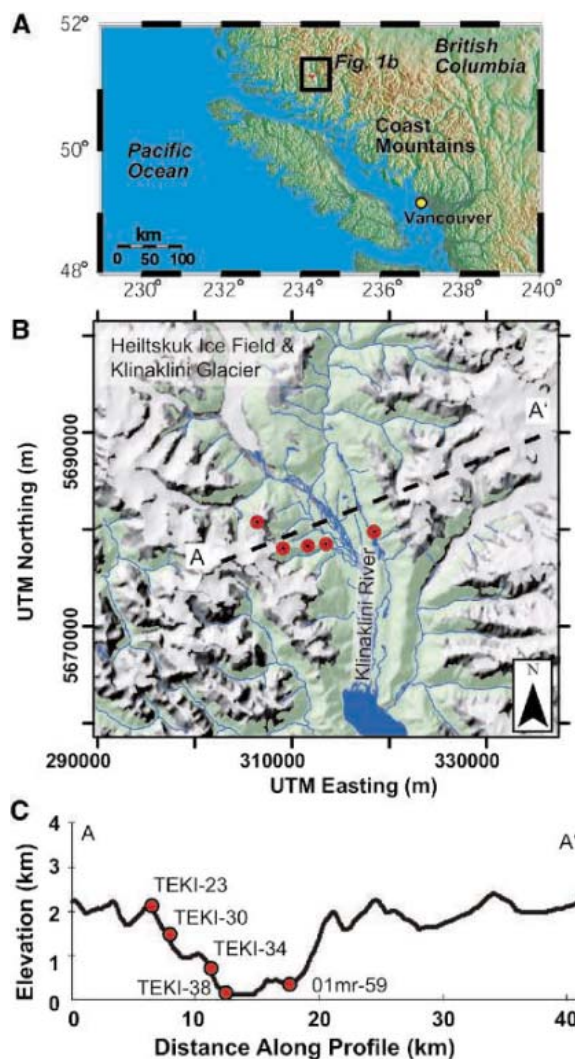 A
52°
50°
48°
Fig. 1b
British
Columbia
Coast
Mountains
Pacific
Ocean
Vancouver
km
0 50 100
230° 232° 234° 236° 238° 240°
B
Heiltskuk Ice Field &
Klinaklini Glacier
A'
A
Klinaklini River
N
UTM Northing (m)
5690000
5670000
290000 310000 330000
UTM Easting (m)
C
A
A'
TEKI-23
TEKI-30
TEKI-34
TEKI-38
01mr-59
Elevation (km)
4
3
2
1
0
0 10 20 30 40
Distance Along Profile (km)